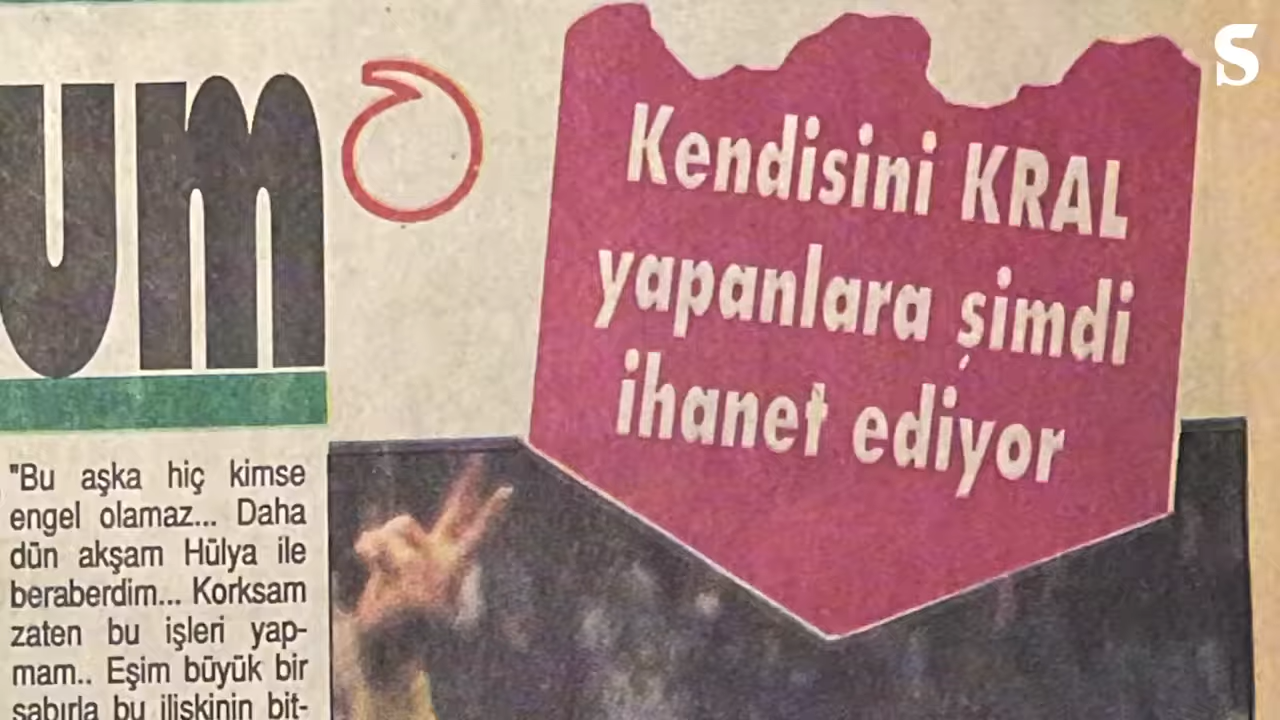 S
um
Kendisini KRAL
yapanlara şimdi
ihanet ediyor
"Bu aşka hiç kimse
engel olamaz... Daha
dün akşam Hülya ile
beraberdim... Korksam
zaten bu işleri yap-
mam.. Eşim büyük bir
sabırla bu ilişkinin bit-